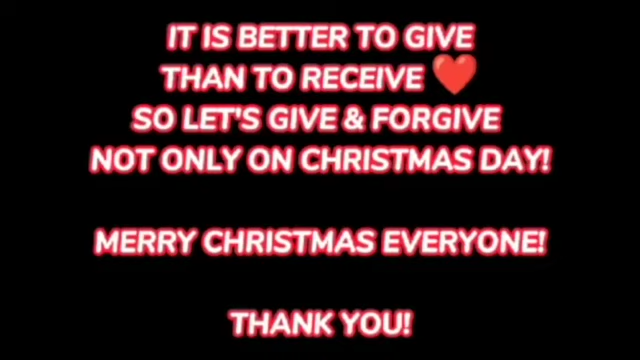 IT IS BETTER TO GIVE
THAN TO RECEIVE ❤️
SO LET'S GIVE & FORGIVE
NOT ONLY ON CHRISTMAS DAY!
MERRY CHRISTMAS EVERYONE!
THANK YOU!